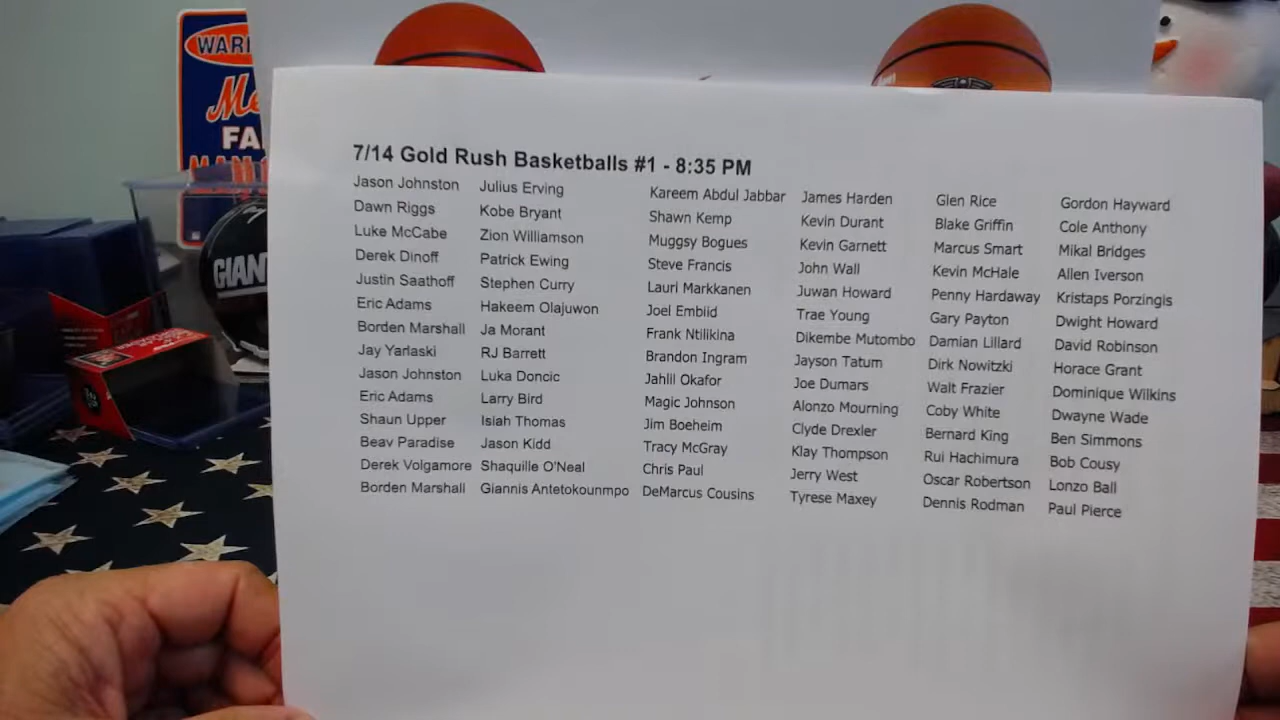 WAR
Me
FA
GIANT
7/14 Gold Rush Basketballs #1 - 8:35 PM
Jason Johnston Julius Erving Kareem Abdul Jabbar James Harden Glen Rice Gordon Hayward
Dawn Riggs Kobe Bryant Shawn Kemp Kevin Durant Blake Griffin Cole Anthony
Luke McCabe Zion Williamson Muggsy Bogues Kevin Garnett Marcus Smart Mikal Bridges
Derek Dinoff Patrick Ewing Steve Francis John Wall Kevin McHale Allen Iverson
Justin Saathoff Stephen Curry Lauri Markkanen Juwan Howard Penny Hardaway Kristaps Porzingis
Eric Adams Hakeem Olajuwon Joel Embiid Trae Young Gary Payton Dwight Howard
Borden Marshall Ja Morant Frank Ntilikina Dikembe Mutombo Damian Lillard David Robinson
Jay Yarlaski RJ Barrett Brandon Ingram Jayson Tatum Dirk Nowitzki Horace Grant
Jason Johnston Luka Doncic Jahlil Okafor Joe Dumars Walt Frazier Dominique Wilkins
Eric Adams Larry Bird Magic Johnson Alonzo Mourning Coby White Dwayne Wade
Shaun Upper Isiah Thomas Jim Boeheim Clyde Drexler Bernard King Ben Simmons
Beav Paradise Jason Kidd Tracy McGray Klay Thompson Rui Hachimura Bob Cousy
Derek Volgamore Shaquille O'Neal Chris Paul Jerry West Oscar Robertson Lonzo Ball
Borden Marshall Giannis Antetokounmpo DeMarcus Cousins Tyrese Maxey Dennis Rodman Paul Pierce